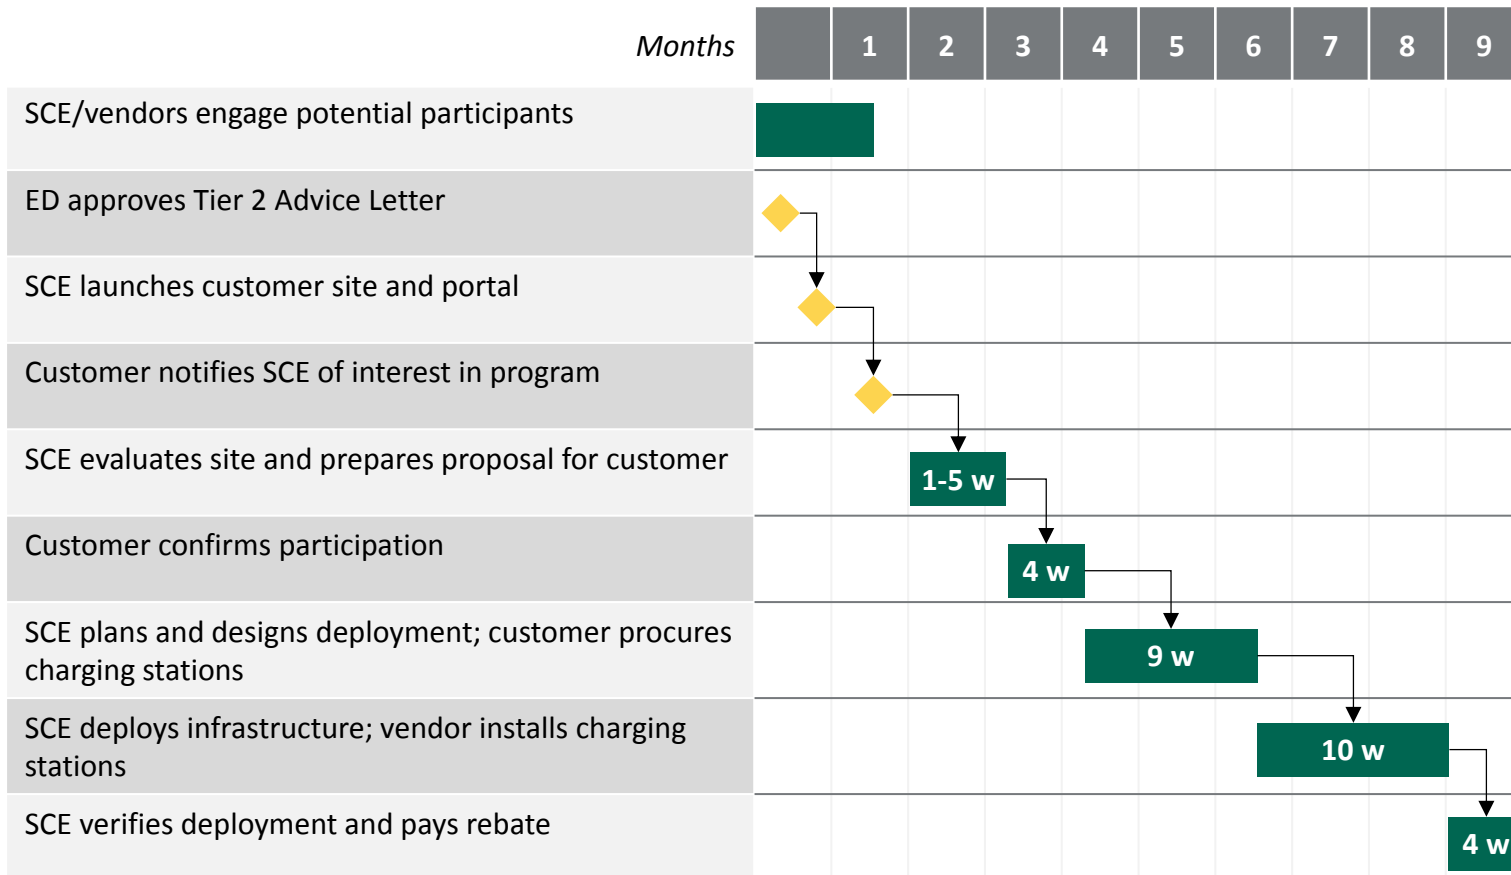 Months 1 2 3 4 5 6 7 8 9
SCE/vendors engage potential participants
ED approves Tier 2 Advice Letter
SCE launches customer site and portal
Customer notifies SCE of interest in program
SCE evaluates site and prepares proposal for customer 1-5 w
Customer confirms participation 4 w
SCE plans and designs deployment; customer procures
charging stations 9 w
SCE deploys infrastructure; vendor installs charging
stations 10 w
SCE verifies deployment and pays rebate 4 w